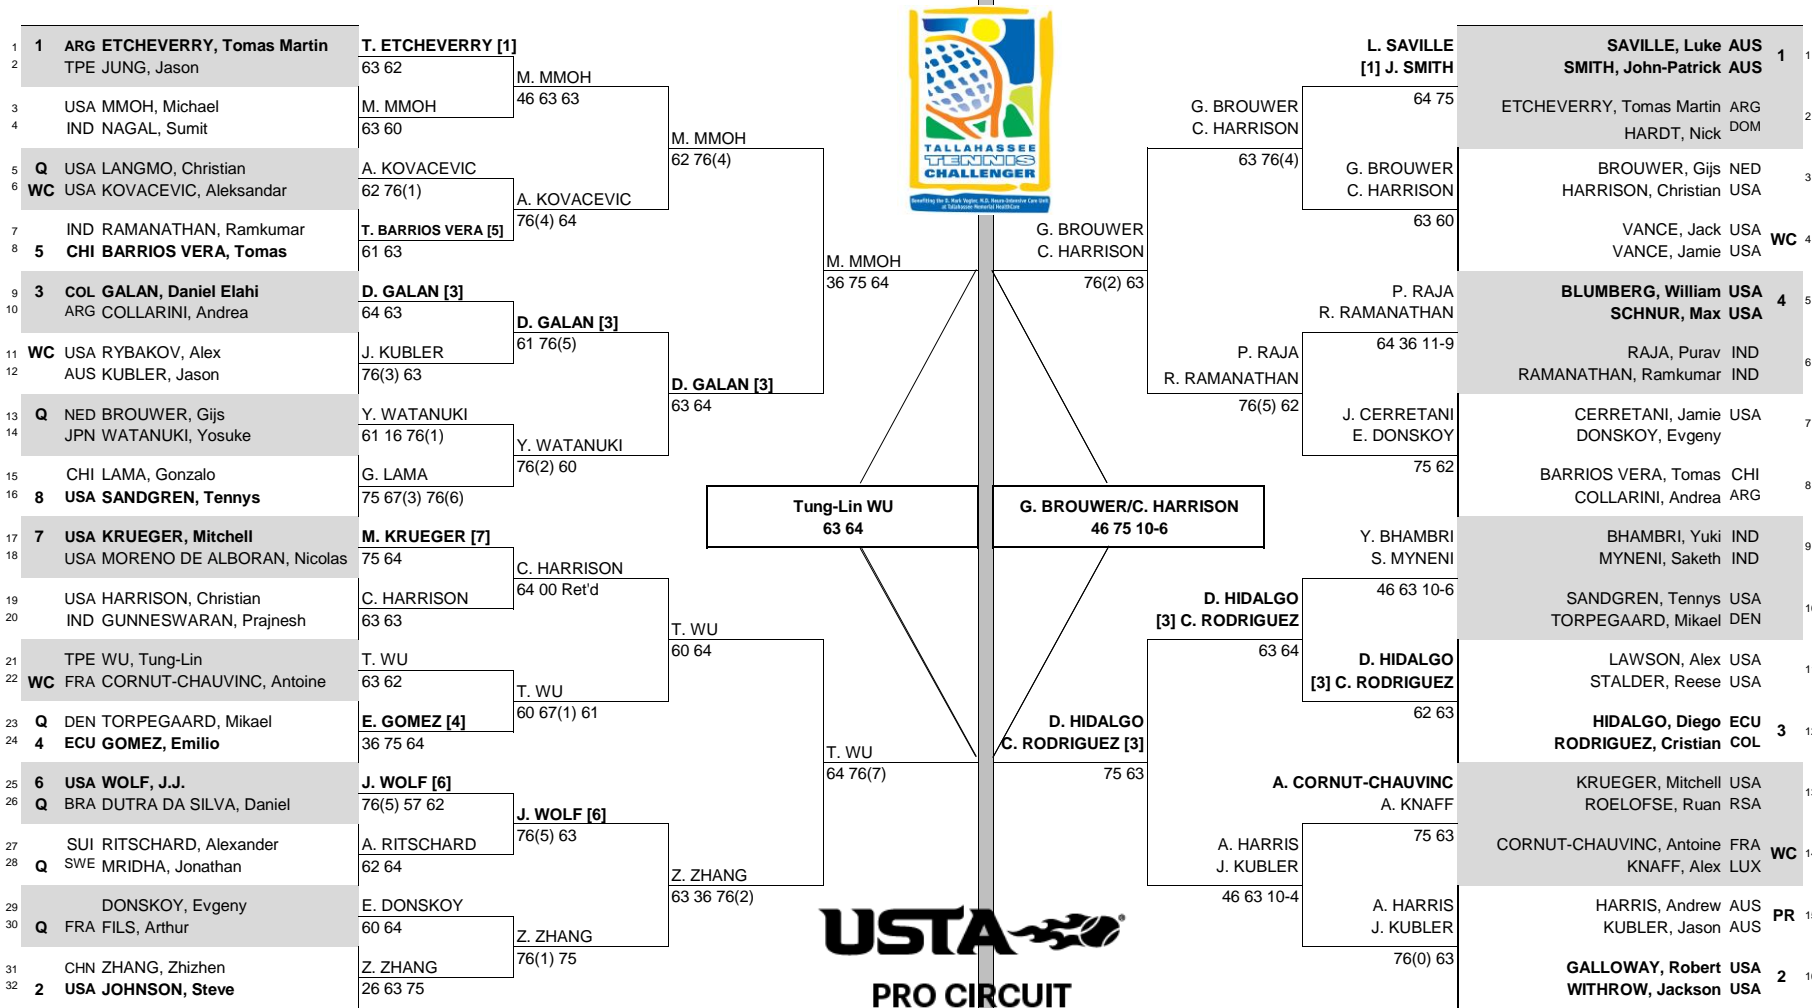 1 1 ARG ETCHEVERRY, Tomas Martin
2 TPE JUNG, Jason
3 USA MMOH, Michael
4 IND NAGAL, Sumit
5 Q USA LANGMO, Christian
6 WC USA KOVACEVIC, Aleksandar
7 IND RAMANATHAN, Ramkumar
8 5 CHI BARRIOS VERA, Tomas
9 3 COL GALAN, Daniel Elahi
10 ARG COLLARINI, Andrea
11 WC USA RYBAKOV, Alex
12 AUS KUBLER, Jason
13 Q NED BROUWER, Gijs
14 JPN WATANUKI, Yosuke
15 CHI LAMA, Gonzalo
16 8 USA SANDGREN, Tennys
17 7 USA KRUEGER, Mitchell
18 USA MORENO DE ALBORAN, Nicolas
19 USA HARRISON, Christian
20 IND GUNNESWARAN, Prajnesh
21 TPE WU, Tung-Lin
22 WC FRA CORNUT-CHAUVINC, Antoine
23 Q DEN TORPEGAARD, Mikael
24 4 ECU GOMEZ, Emilio
25 6 USA WOLF, J.J.
26 Q BRA DUTRA DA SILVA, Daniel
27 SUI RITSCHARD, Alexander
28 Q SWE MRIDHA, Jonathan
29 DONSKOY, Evgeny
30 Q FRA FILS, Arthur
31 CHN ZHANG, Zhizhen
32 2 USA JOHNSON, Steve
T. ETCHEVERRY [1]
63 62
M. MMOH
63 60
A. KOVACEVIC
62 76(1)
T. BARRIOS VERA [5]
61 63
D. GALAN [3]
64 63
J. KUBLER
76(3) 63
Y. WATANUKI
61 16 76(1)
G. LAMA
75 67(3) 76(6)
M. KRUEGER [7]
75 64
C. HARRISON
63 63
T. WU
63 62
E. GOMEZ [4]
36 75 64
J. WOLF [6]
76(5) 57 62
A. RITSCHARD
62 64
E. DONSKOY
60 64
Z. ZHANG
26 63 75
M. MMOH
46 63 63
A. KOVACEVIC
76(4) 64
D. GALAN [3]
61 76(5)
Y. WATANUKI
76(2) 60
C. HARRISON
64 00 Ret'd
T. WU
60 67(1) 61
J. WOLF [6]
76(5) 63
Z. ZHANG
76(1) 75
M. MMOH
62 76(4)
D. GALAN [3]
63 64
T. WU
60 64
Z. ZHANG
63 36 76(2)
M. MMOH
36 75 64
T. WU
64 76(7)
Tung-Lin WU
63 64
TALLAHASSEE
TENNIS
CHALLENGER
Benefitting the D. Mark Vogter, M.D. Neuro-Intensive Care Unit
at Tallahassee Memorial HealthCare
USTA
PRO CIRCUIT
G. BROUWER/C. HARRISON
46 75 10-6
G. BROUWER
C. HARRISON
76(2) 63
D. HIDALGO
C. RODRIGUEZ [3]
75 63
G. BROUWER
C. HARRISON
63 76(4)
P. RAJA
R. RAMANATHAN
76(5) 62
D. HIDALGO
[3] C. RODRIGUEZ
63 64
A. HARRIS
J. KUBLER
46 63 10-4
L. SAVILLE
[1] J. SMITH
64 75
G. BROUWER
C. HARRISON
63 60
P. RAJA
R. RAMANATHAN
64 36 11-9
J. CERRETANI
E. DONSKOY
75 62
Y. BHAMBRI
S. MYNENI
46 63 10-6
D. HIDALGO
[3] C. RODRIGUEZ
62 63
A. CORNUT-CHAUVINC
A. KNAFF
75 63
A. HARRIS
J. KUBLER
76(0) 63
SAVILLE, Luke AUS
SMITH, John-Patrick AUS
1 1
ETCHEVERRY, Tomas Martin ARG
HARDT, Nick DOM
2
BROUWER, Gijs NED
HARRISON, Christian USA
3
VANCE, Jack USA
VANCE, Jamie USA
WC 4
BLUMBERG, William USA
SCHNUR, Max USA
4 5
RAJA, Purav IND
RAMANATHAN, Ramkumar IND
6
CERRETANI, Jamie USA
DONSKOY, Evgeny
7
BARRIOS VERA, Tomas CHI
COLLARINI, Andrea ARG
8
BHAMBRI, Yuki IND
MYNENI, Saketh IND
9
SANDGREN, Tennys USA
TORPEGAARD, Mikael DEN
LAWSON, Alex USA
STALDER, Reese USA
HIDALGO, Diego ECU
RODRIGUEZ, Cristian COL
3
KRUEGER, Mitchell USA
ROELOFSE, Ruan RSA
CORNUT-CHAUVINC, Antoine FRA
KNAFF, Alex LUX
WC
HARRIS, Andrew AUS
KUBLER, Jason AUS
PR
GALLOWAY, Robert USA
WITHROW, Jackson USA
2